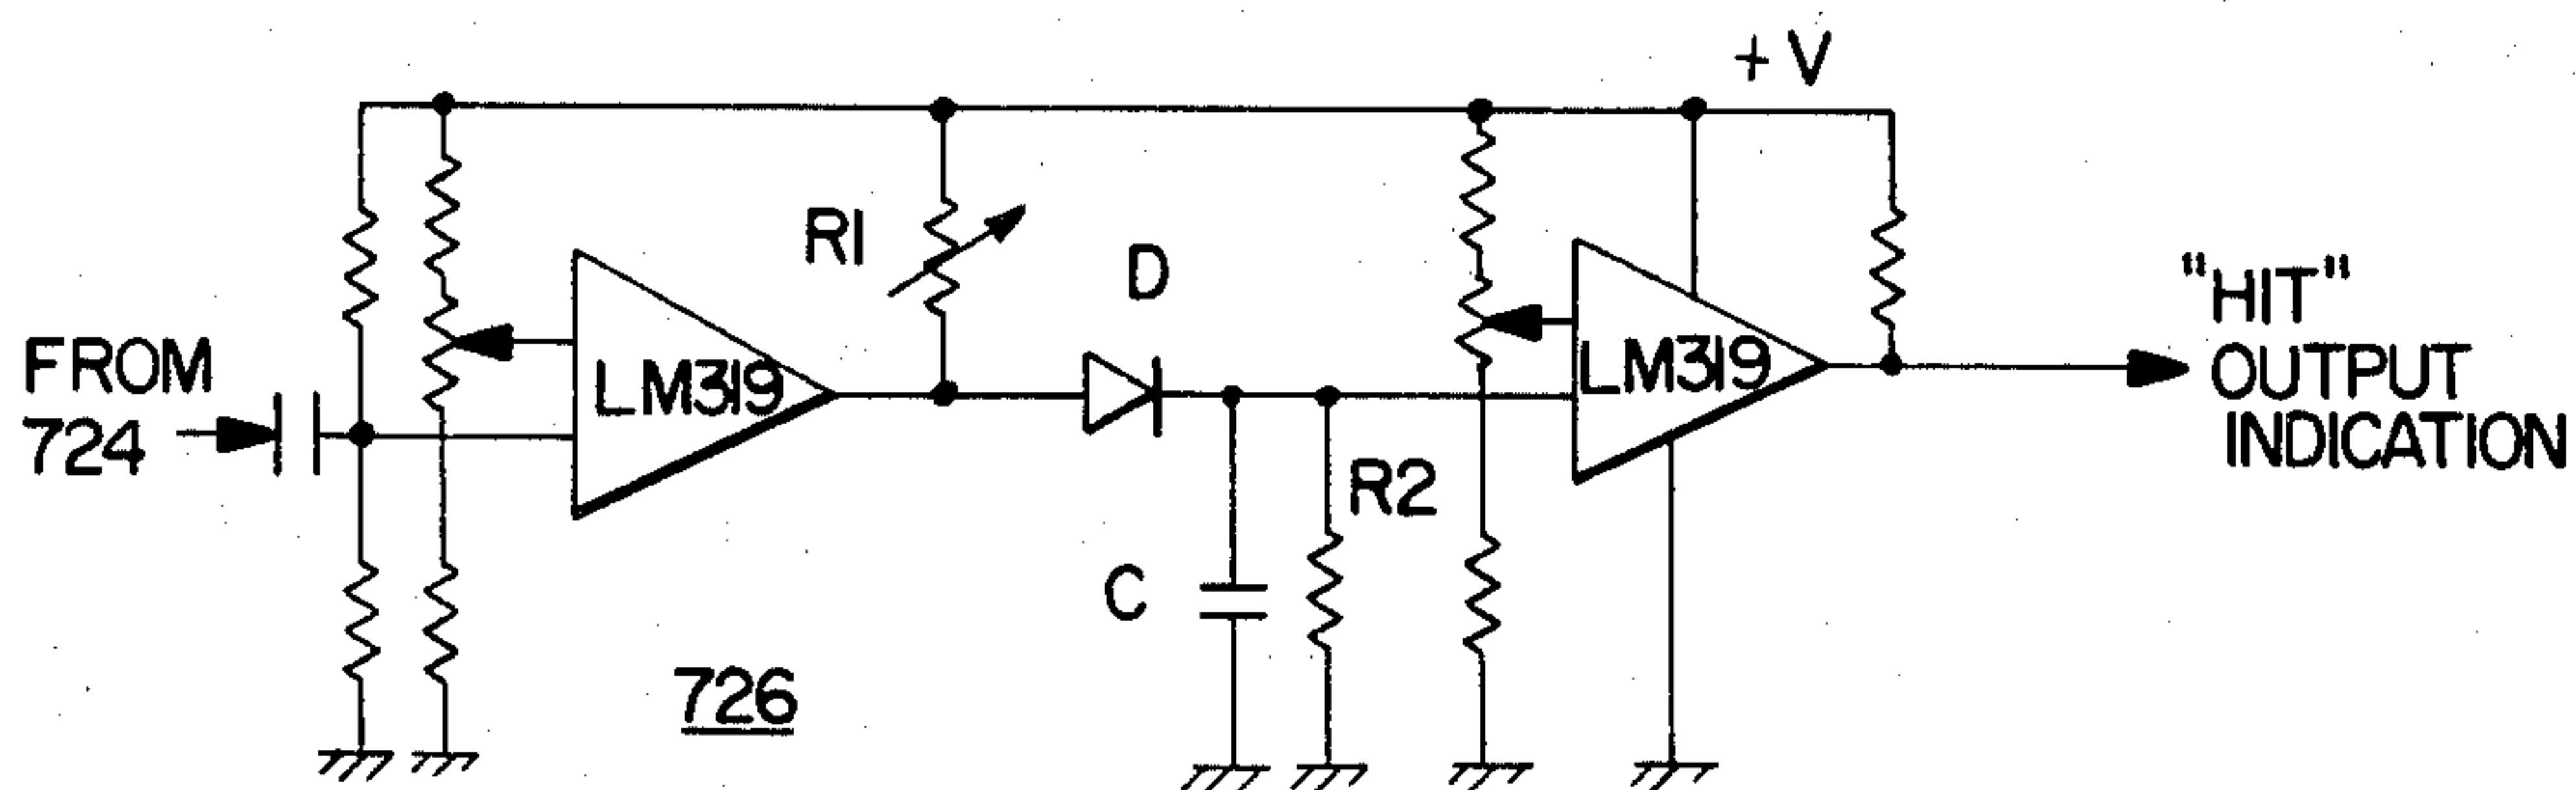 +V
R1
D
"HIT"
OUTPUT
INDICATION
FROM
724
LM319
LM319
R2
C
726